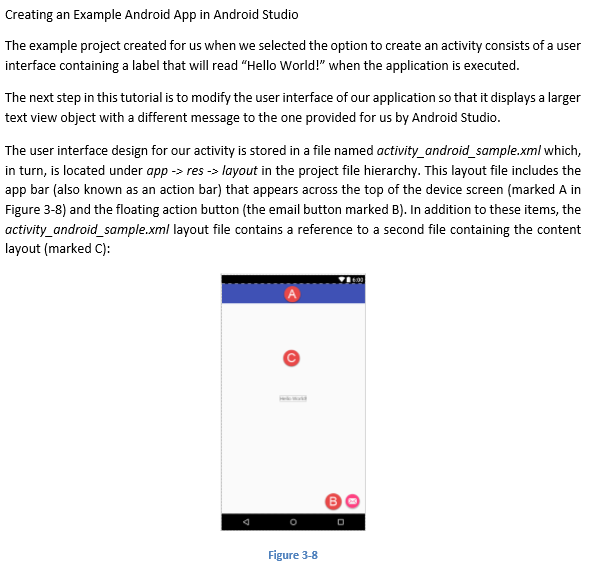 Creating an Example Android App in Android Studio
The example project created for us when we selected the option to create an activity consists of a user
interface containing a label that will read “Hello World!” when the application is executed.
The next step in this tutorial is to modify the user interface of our application so that it displays a larger
text view object with a different message to the one provided for us by Android Studio.
The user interface design for our activity is stored in a file named activity_android_sample.xml which,
in turn, is located under app -> res -> layout in the project file hierarchy. This layout file includes the
app bar (also known as an action bar) that appears across the top of the device screen (marked A in
Figure 3-8) and the floating action button (the email button marked B). In addition to these items, the
activity_android_sample.xml layout file contains a reference to a second file containing the content
layout (marked C):
6:00
A
C
Hello World!
B
Figure 3-8